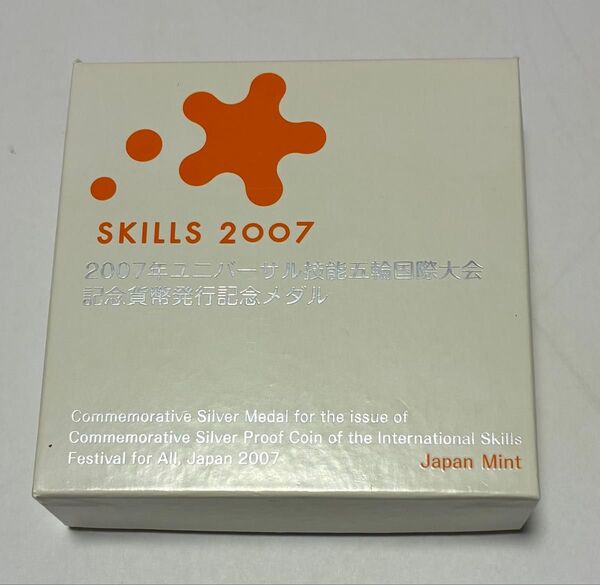 SKILLS 2007
2007年ユニバーサル技能五輪国際大会
記念貨幣発行記念メダル
Commemorative Silver Medal for the issue of
Commemorative Silver Proof Coin of the International Skills
Festival for All, Japan 2007
Japan Mint